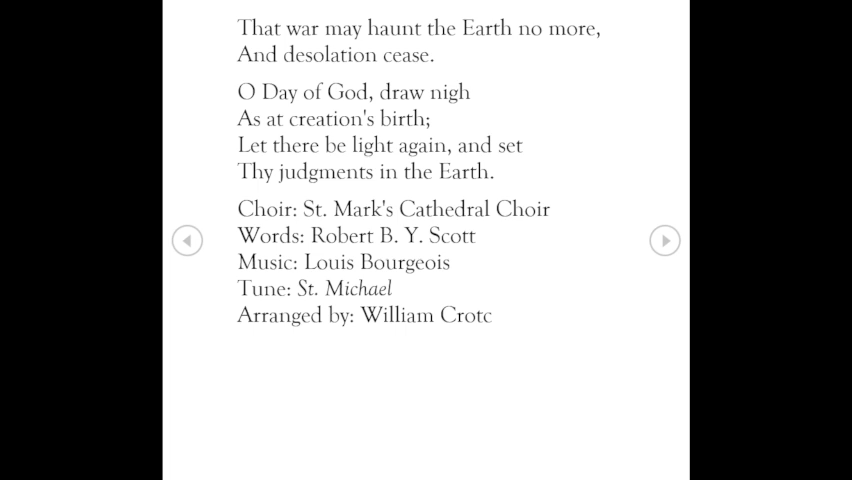 That war may haunt the Earth no more,
And desolation cease.
O Day of God, draw nigh
As at creation's birth;
Let there be light again, and set
Thy judgments in the Earth.
Choir: St. Mark's Cathedral Choir
Words: Robert B. Y. Scott
Music: Louis Bourgeois
Tune: St. Michael
Arranged by: William Crotc